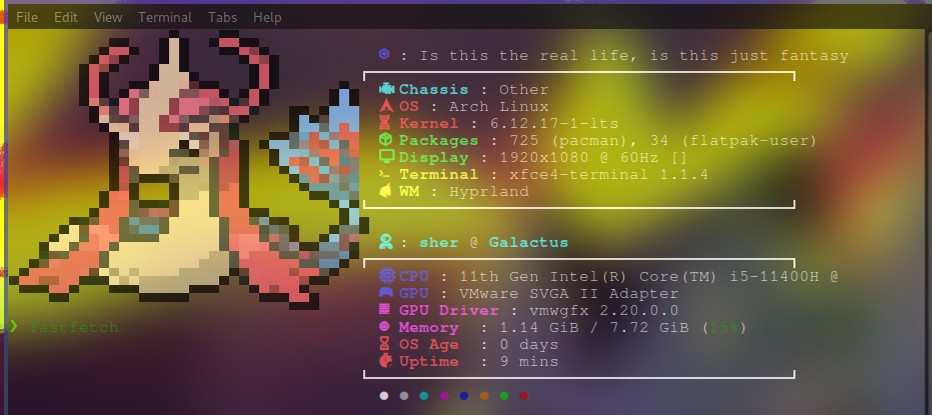 File Edit View Terminal Tabs Help
: Is this the real life, is this just fantasy
Chassis : Other
OS : Arch Linux
Kernel : 6.12.17-1-lts
Packages : 725 (pacman), 34 (flatpak-user)
Display : 1920x1080 @ 60Hz []
Terminal : xfce4-terminal 1.1.4
WM : Hyprland
: sher @ Galactus
CPU : 11th Gen Intel(R) Core(TM) i5-11400H @
GPU : VMware SVGA II Adapter
GPU Driver : vmwgfx 2.20.0.0
Memory : 1.14 GiB / 7.72 GiB (15%)
OS Age : 0 days
Uptime : 9 mins
❯ fastfetch